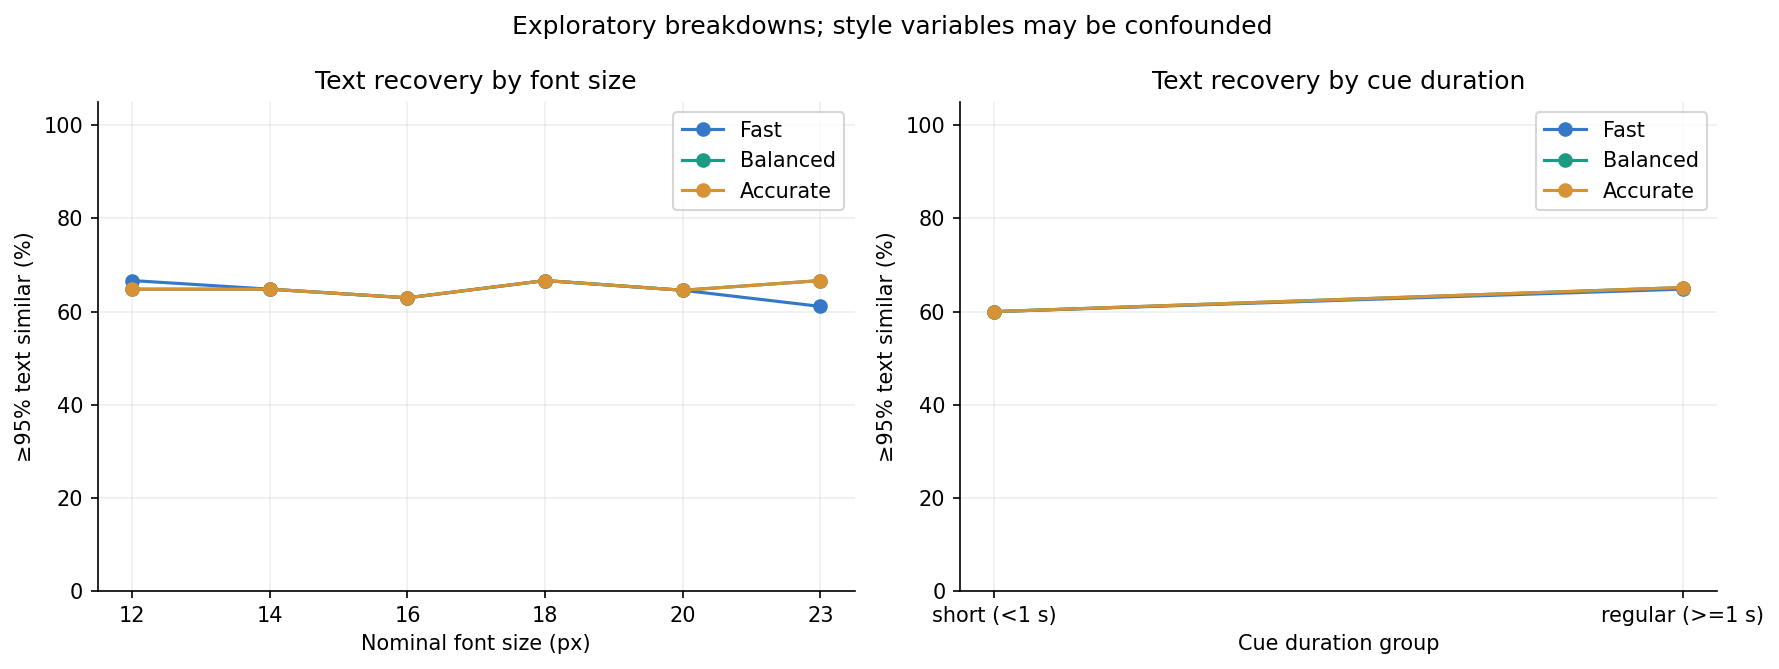 Exploratory breakdowns; style variables may be confounded
Text recovery by font size
≥95% text similar (%)
100
80
60
40
20
0
12 14 16 18 20 23
Nominal font size (px)
Fast
Balanced
Accurate
Text recovery by cue duration
≥95% text similar (%)
100
80
60
40
20
0
short (<1 s) regular (>=1 s)
Cue duration group
Fast
Balanced
Accurate